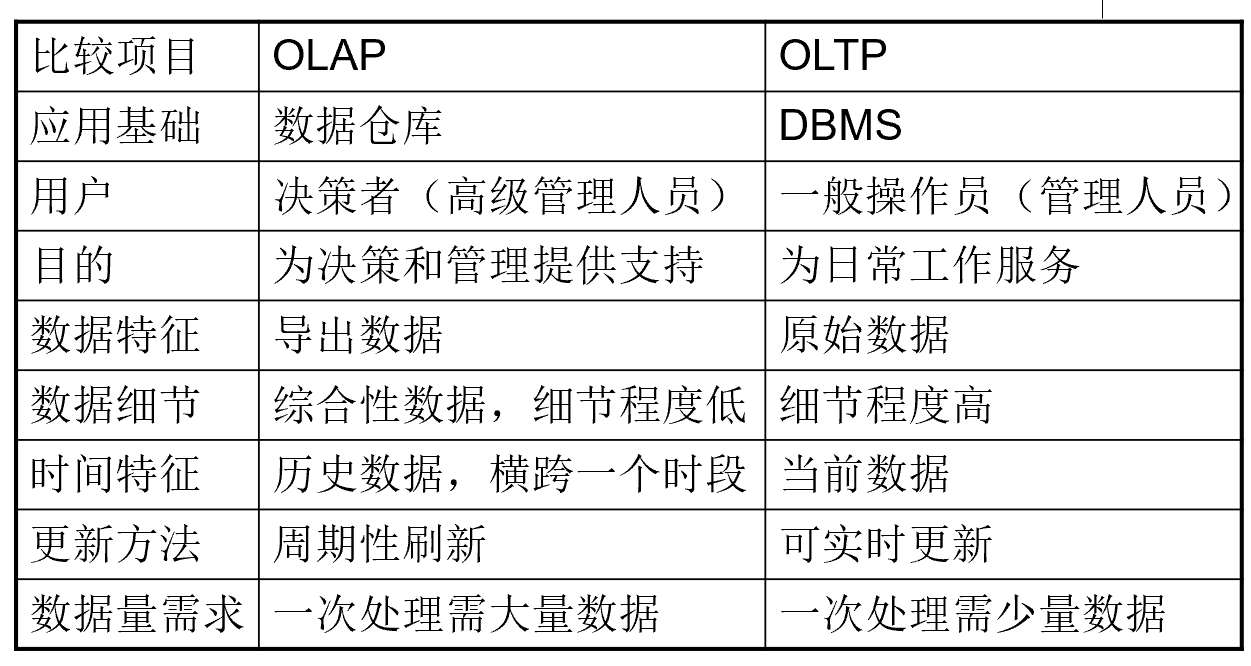 比较项目 OLAP OLTP
应用基础 数据仓库 DBMS
用户 决策者（高级管理人员） 一般操作员（管理人员）
目的 为决策和管理提供支持 为日常工作服务
数据特征 导出数据 原始数据
数据细节 综合性数据，细节程度低 细节程度高
时间特征 历史数据，横跨一个时段 当前数据
更新方法 周期性刷新 可实时更新
数据量需求 一次处理需大量数据 一次处理需少量数据